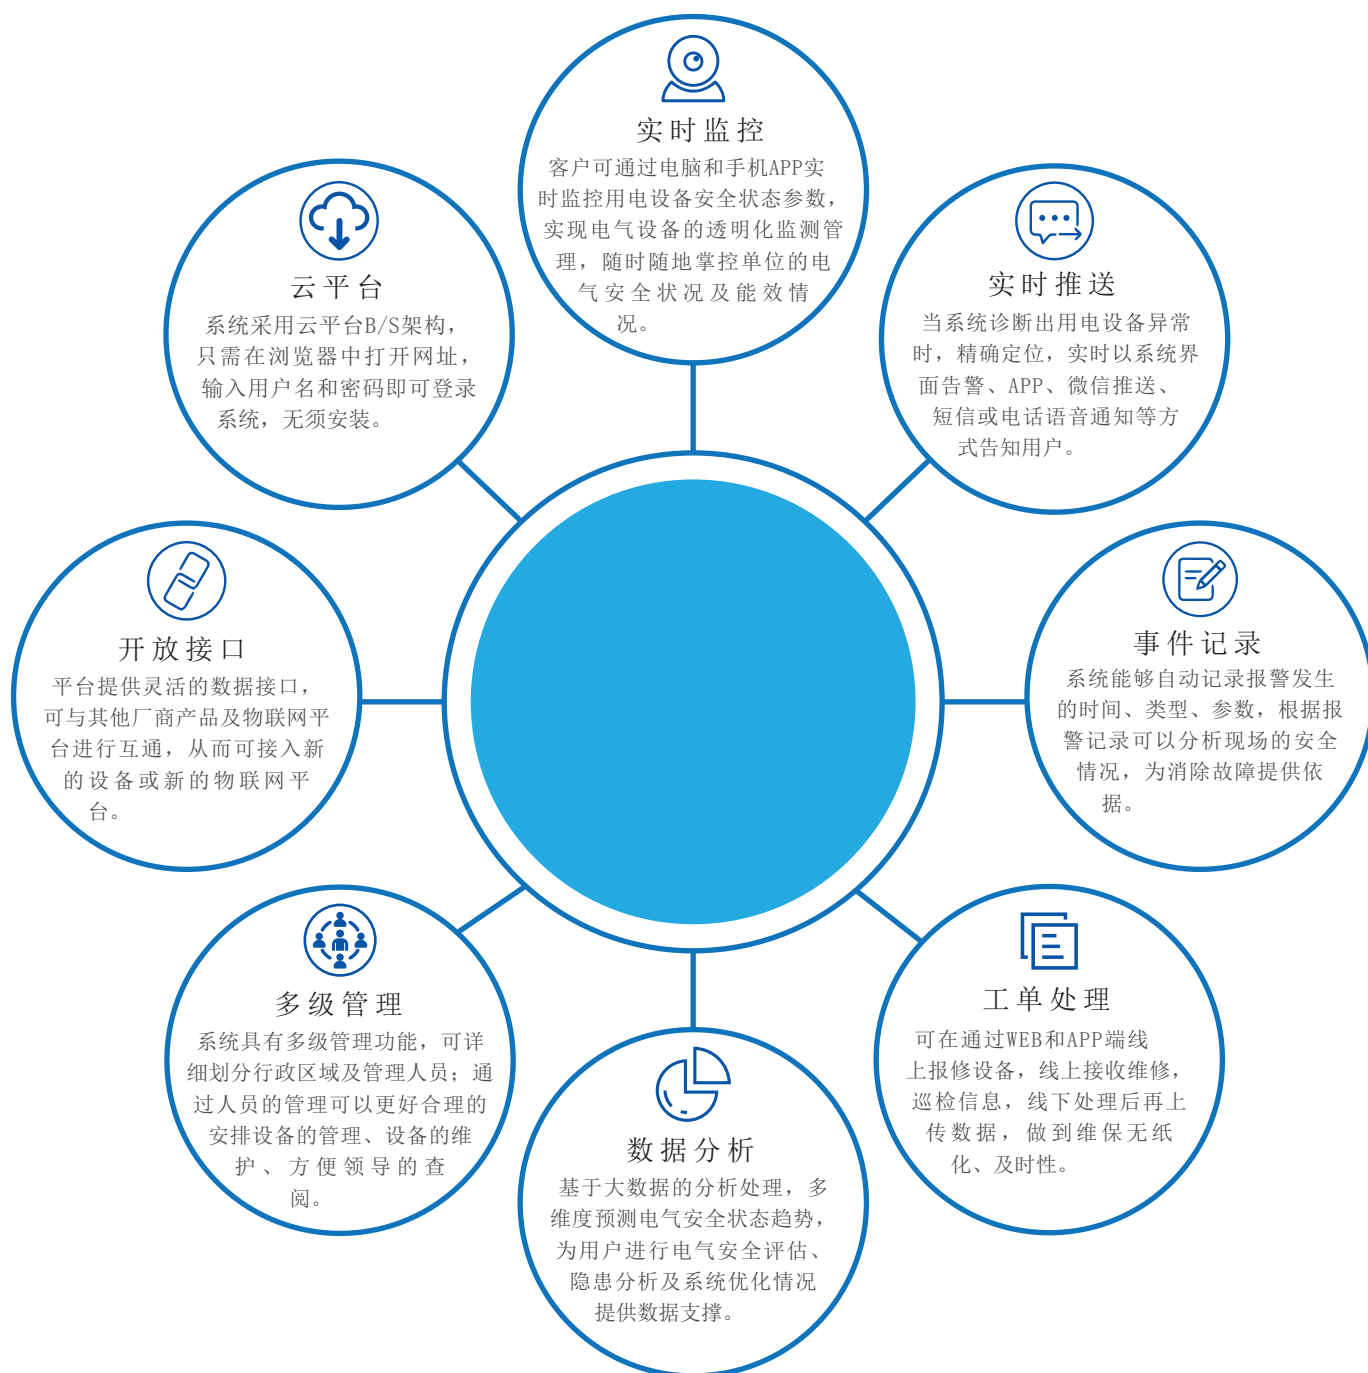 实时监控
客户可通过电脑和手机APP实
时监控用电设备安全状态参数，
实现电气设备的透明化监测管
理，随时随地掌控单位的电
气安全状况及能效情
况。
实时推送
当系统诊断出用电设备异常
时，精确定位，实时以系统界
面告警、APP、微信推送、
短信或电话语音通知等方
式告知用户。
事件记录
系统能够自动记录报警发生
的时间、类型、参数，根据报
警记录可以分析现场的安全
情况，为消除故障提供依
据。
工单处理
可在通过WEB和APP端线
上报修设备，线上接收维修，
巡检信息，线下处理后再上
传数据，做到维保无纸
化、及时性。
数据分析
基于大数据的分析处理，多
维度预测电气安全状态趋势，
为用户进行电气安全评估、
隐患分析及系统优化情况
提供数据支撑。
多级管理
系统具有多级管理功能，可详
细划分行政区域及管理人员；通
过人员的管理可以更好合理的
安排设备的管理、设备的维
护、方便领导的查
阅。
开放接口
平台提供灵活的数据接口，
可与其他厂商产品及物联网平
台进行互通，从而可接入新
的设备或新的物联网平
台。
云平台
系统采用云平台B/S架构，
只需在浏览器中打开网址，
输入用户名和密码即可登录
系统，无须安装。